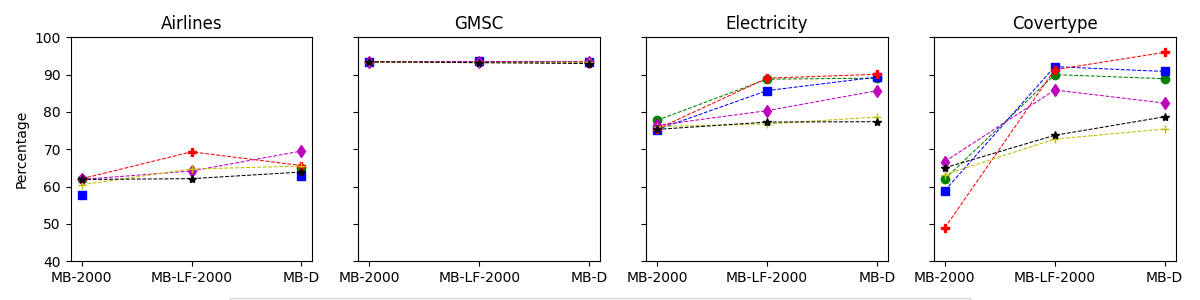 Airlines GMSC Electricity Covertype
100
90
80
70
60
50
40
Percentage
MB-2000 MB-LF-2000 MB-D MB-2000 MB-LF-2000 MB-D MB-2000 MB-LF-2000 MB-D MB-2000 MB-LF-2000 MB-D